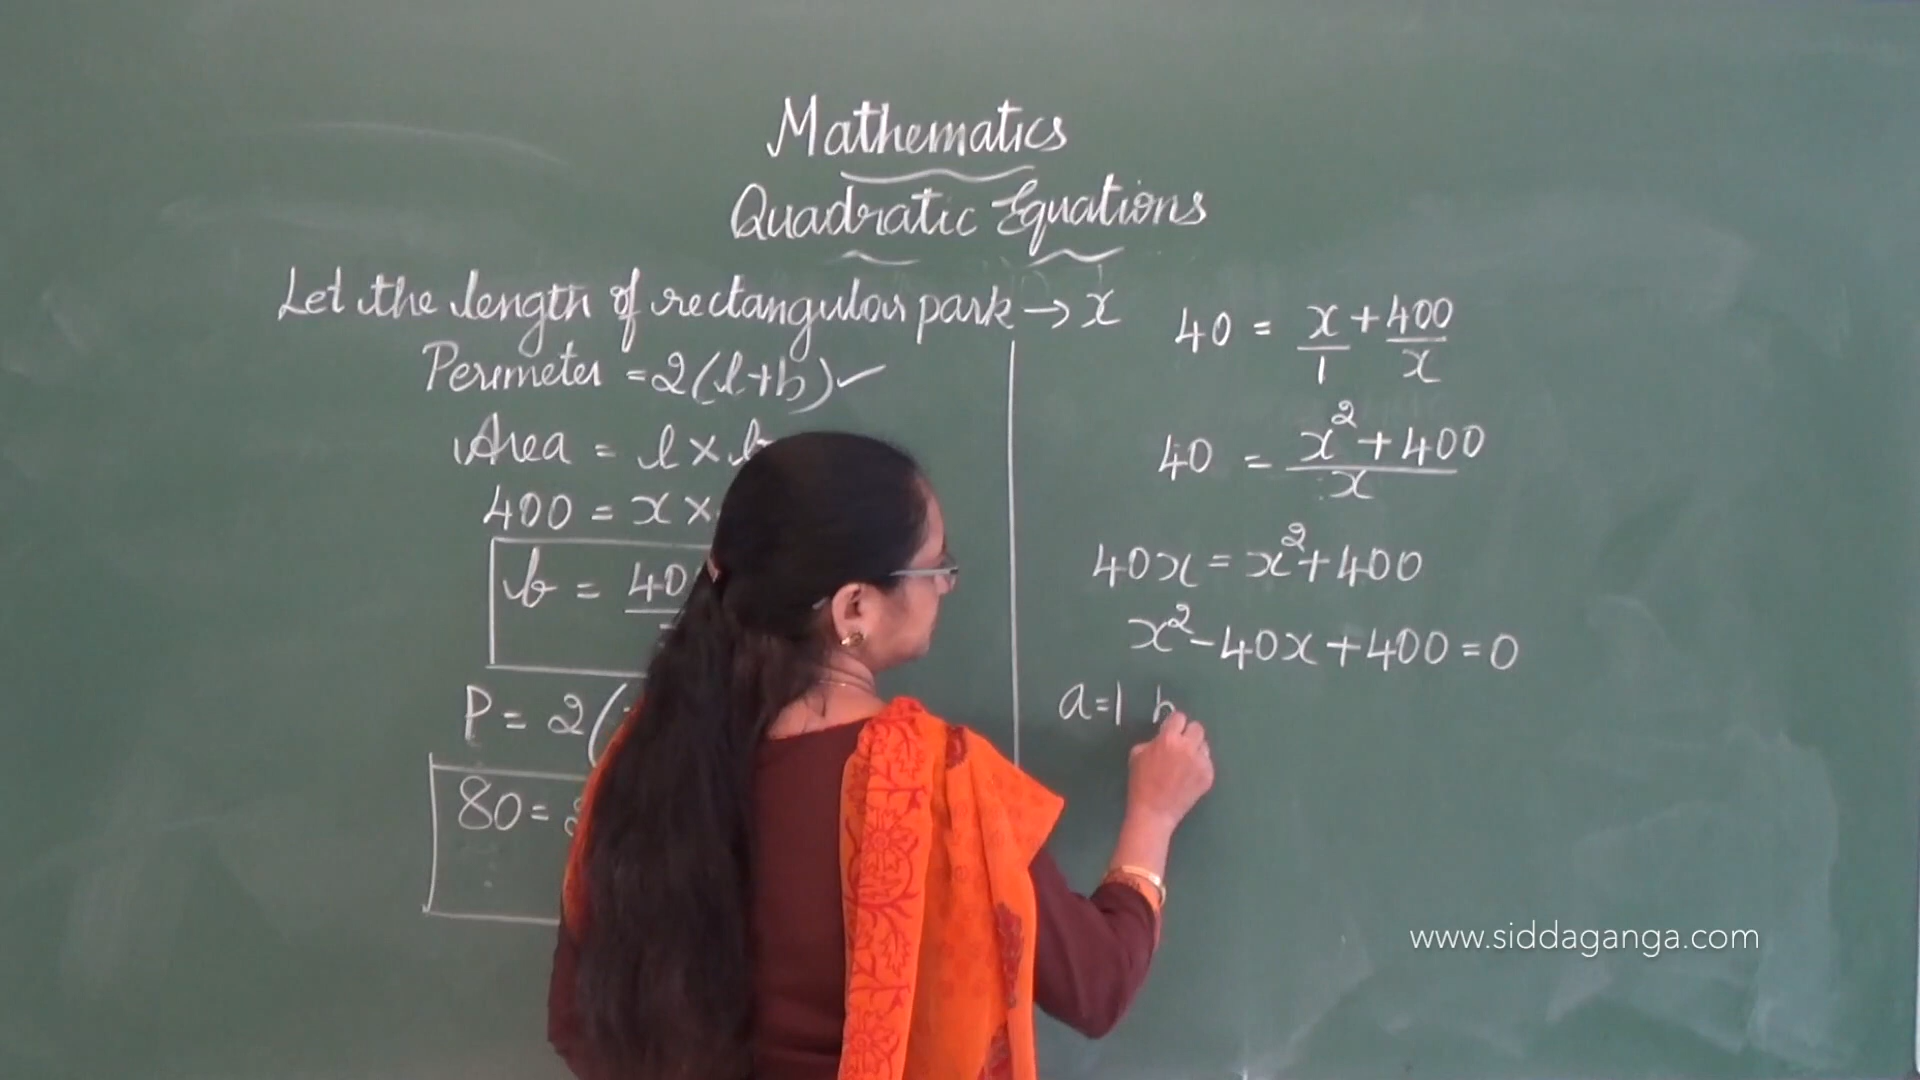 Mathematics
Quadratic Equations
Let the length of rectangular park → x
Perimeter = 2(l+b) ✓
Area = l ×
400 = x ×
b = 40
P = 2(
80 =
40 = x/1 + 400/x
40 = x² + 400 / x
40x = x² + 400
x² - 40x + 400 = 0
a=1 b
www.siddaganga.com